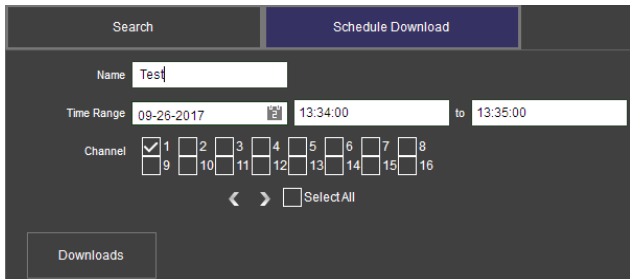 Search Schedule Download
Name Test
Time Range 09-26-2017 2 13:34:00 to 13:35:00
Channel 1 2 3 4 5 6 7 8
9 10 11 12 13 14 15 16
Select All
Downloads